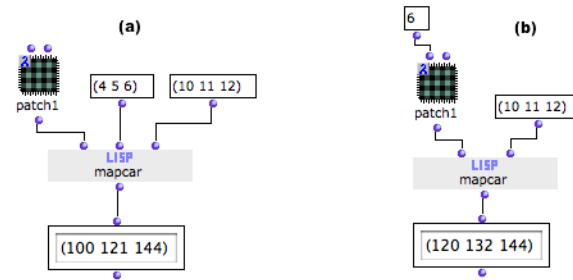 (a)
patch1
(4 5 6)
(10 11 12)
LISP
mapcar
(100 121 144)
(b)
6
patch1
(10 11 12)
LISP
mapcar
(120 132 144)